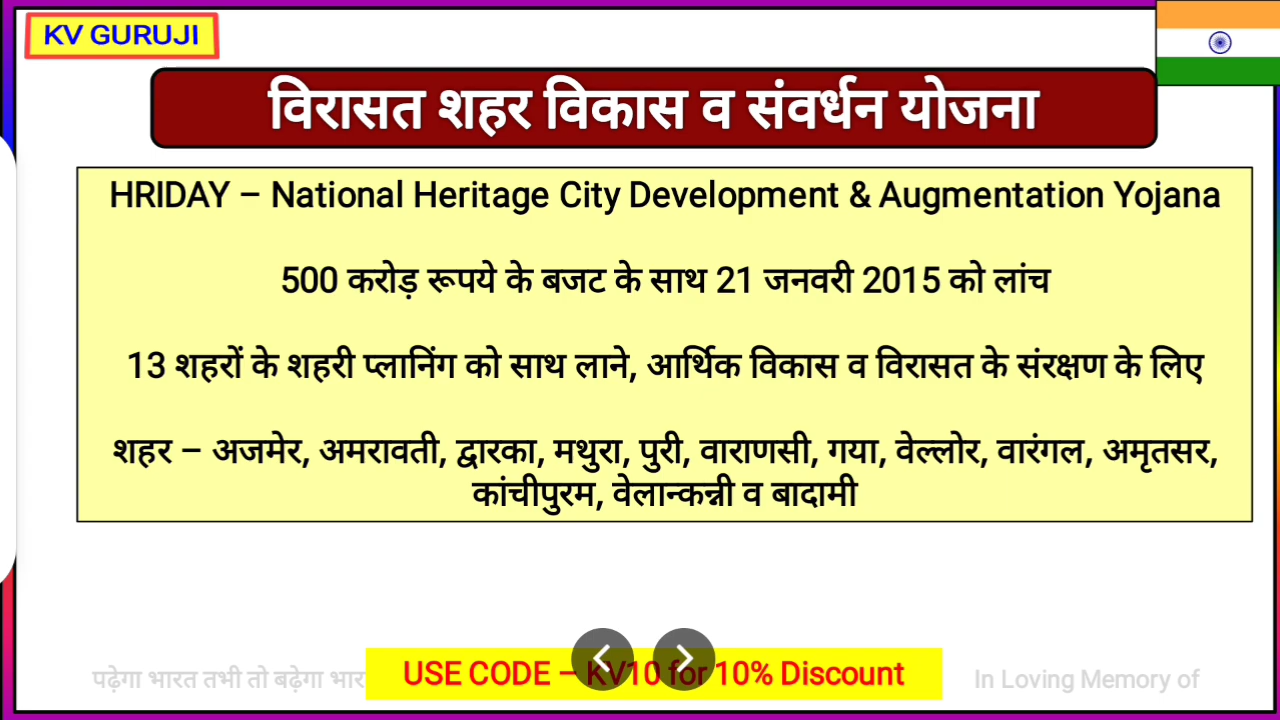 KV GURUJI
विरासत शहर विकास व संवर्धन योजना
HRIDAY – National Heritage City Development & Augmentation Yojana
500 करोड़ रूपये के बजट के साथ 21 जनवरी 2015 को लांच
13 शहरों के शहरी प्लानिंग को साथ लाने, आर्थिक विकास व विरासत के संरक्षण के लिए
शहर – अजमेर, अमरावती, द्वारका, मथुरा, पुरी, वाराणसी, गया, वेल्लोर, वारंगल, अमृतसर,
कांचीपुरम, वेलान्कन्नी व बादामी
पढ़ेगा भारत तभी तो बढ़ेगा भार
USE CODE – KV10 for 10% Discount
In Loving Memory of